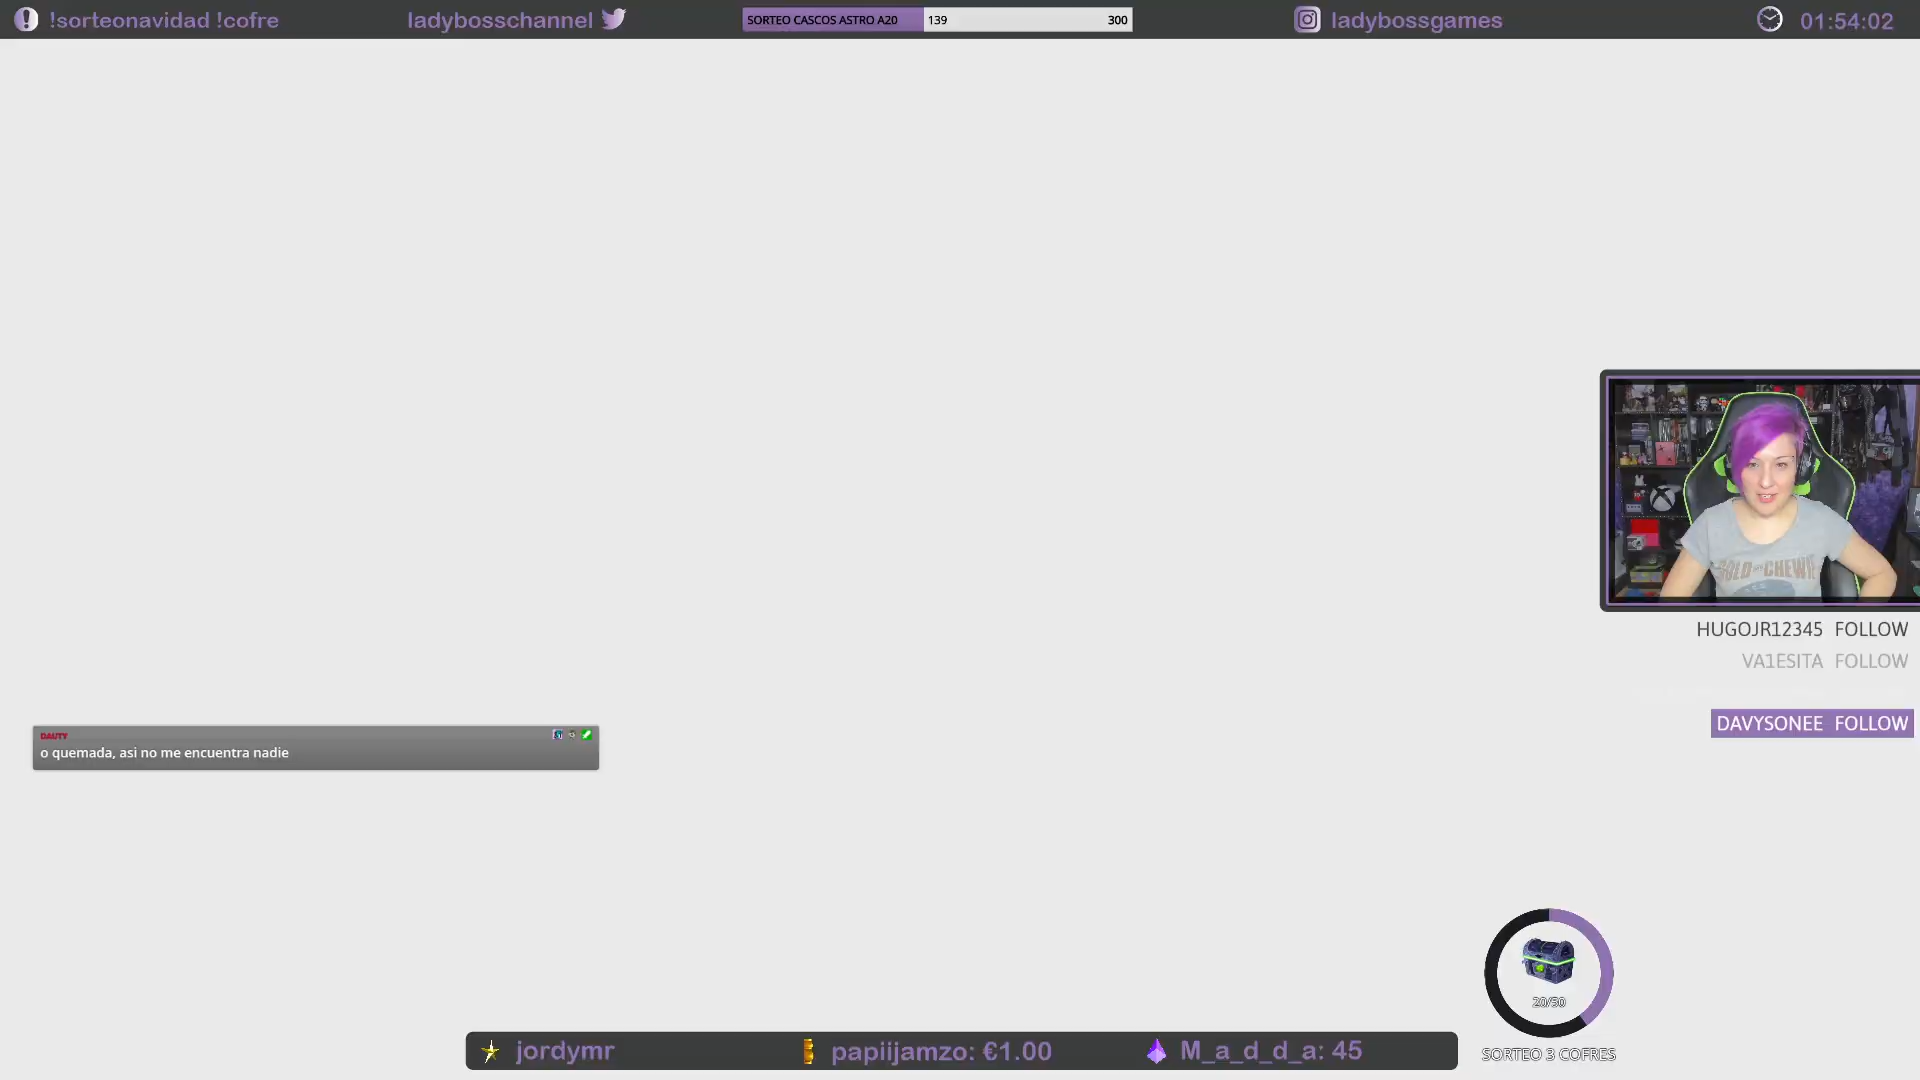 !sorteonavidad !cofre
ladybosschannel
SORTEO CASCOS ASTRO A20 139 300
ladybossgames
01:54:02
HUGOJR12345 FOLLOW
VA1ESITA FOLLOW
DAVYSONEE FOLLOW
DAUTY
o quemada, asi no me encuentra nadie
20/50
SORTEO 3 COFRES
jordymr
papiijamzo: €1.00
M_a_d_d_a: 45